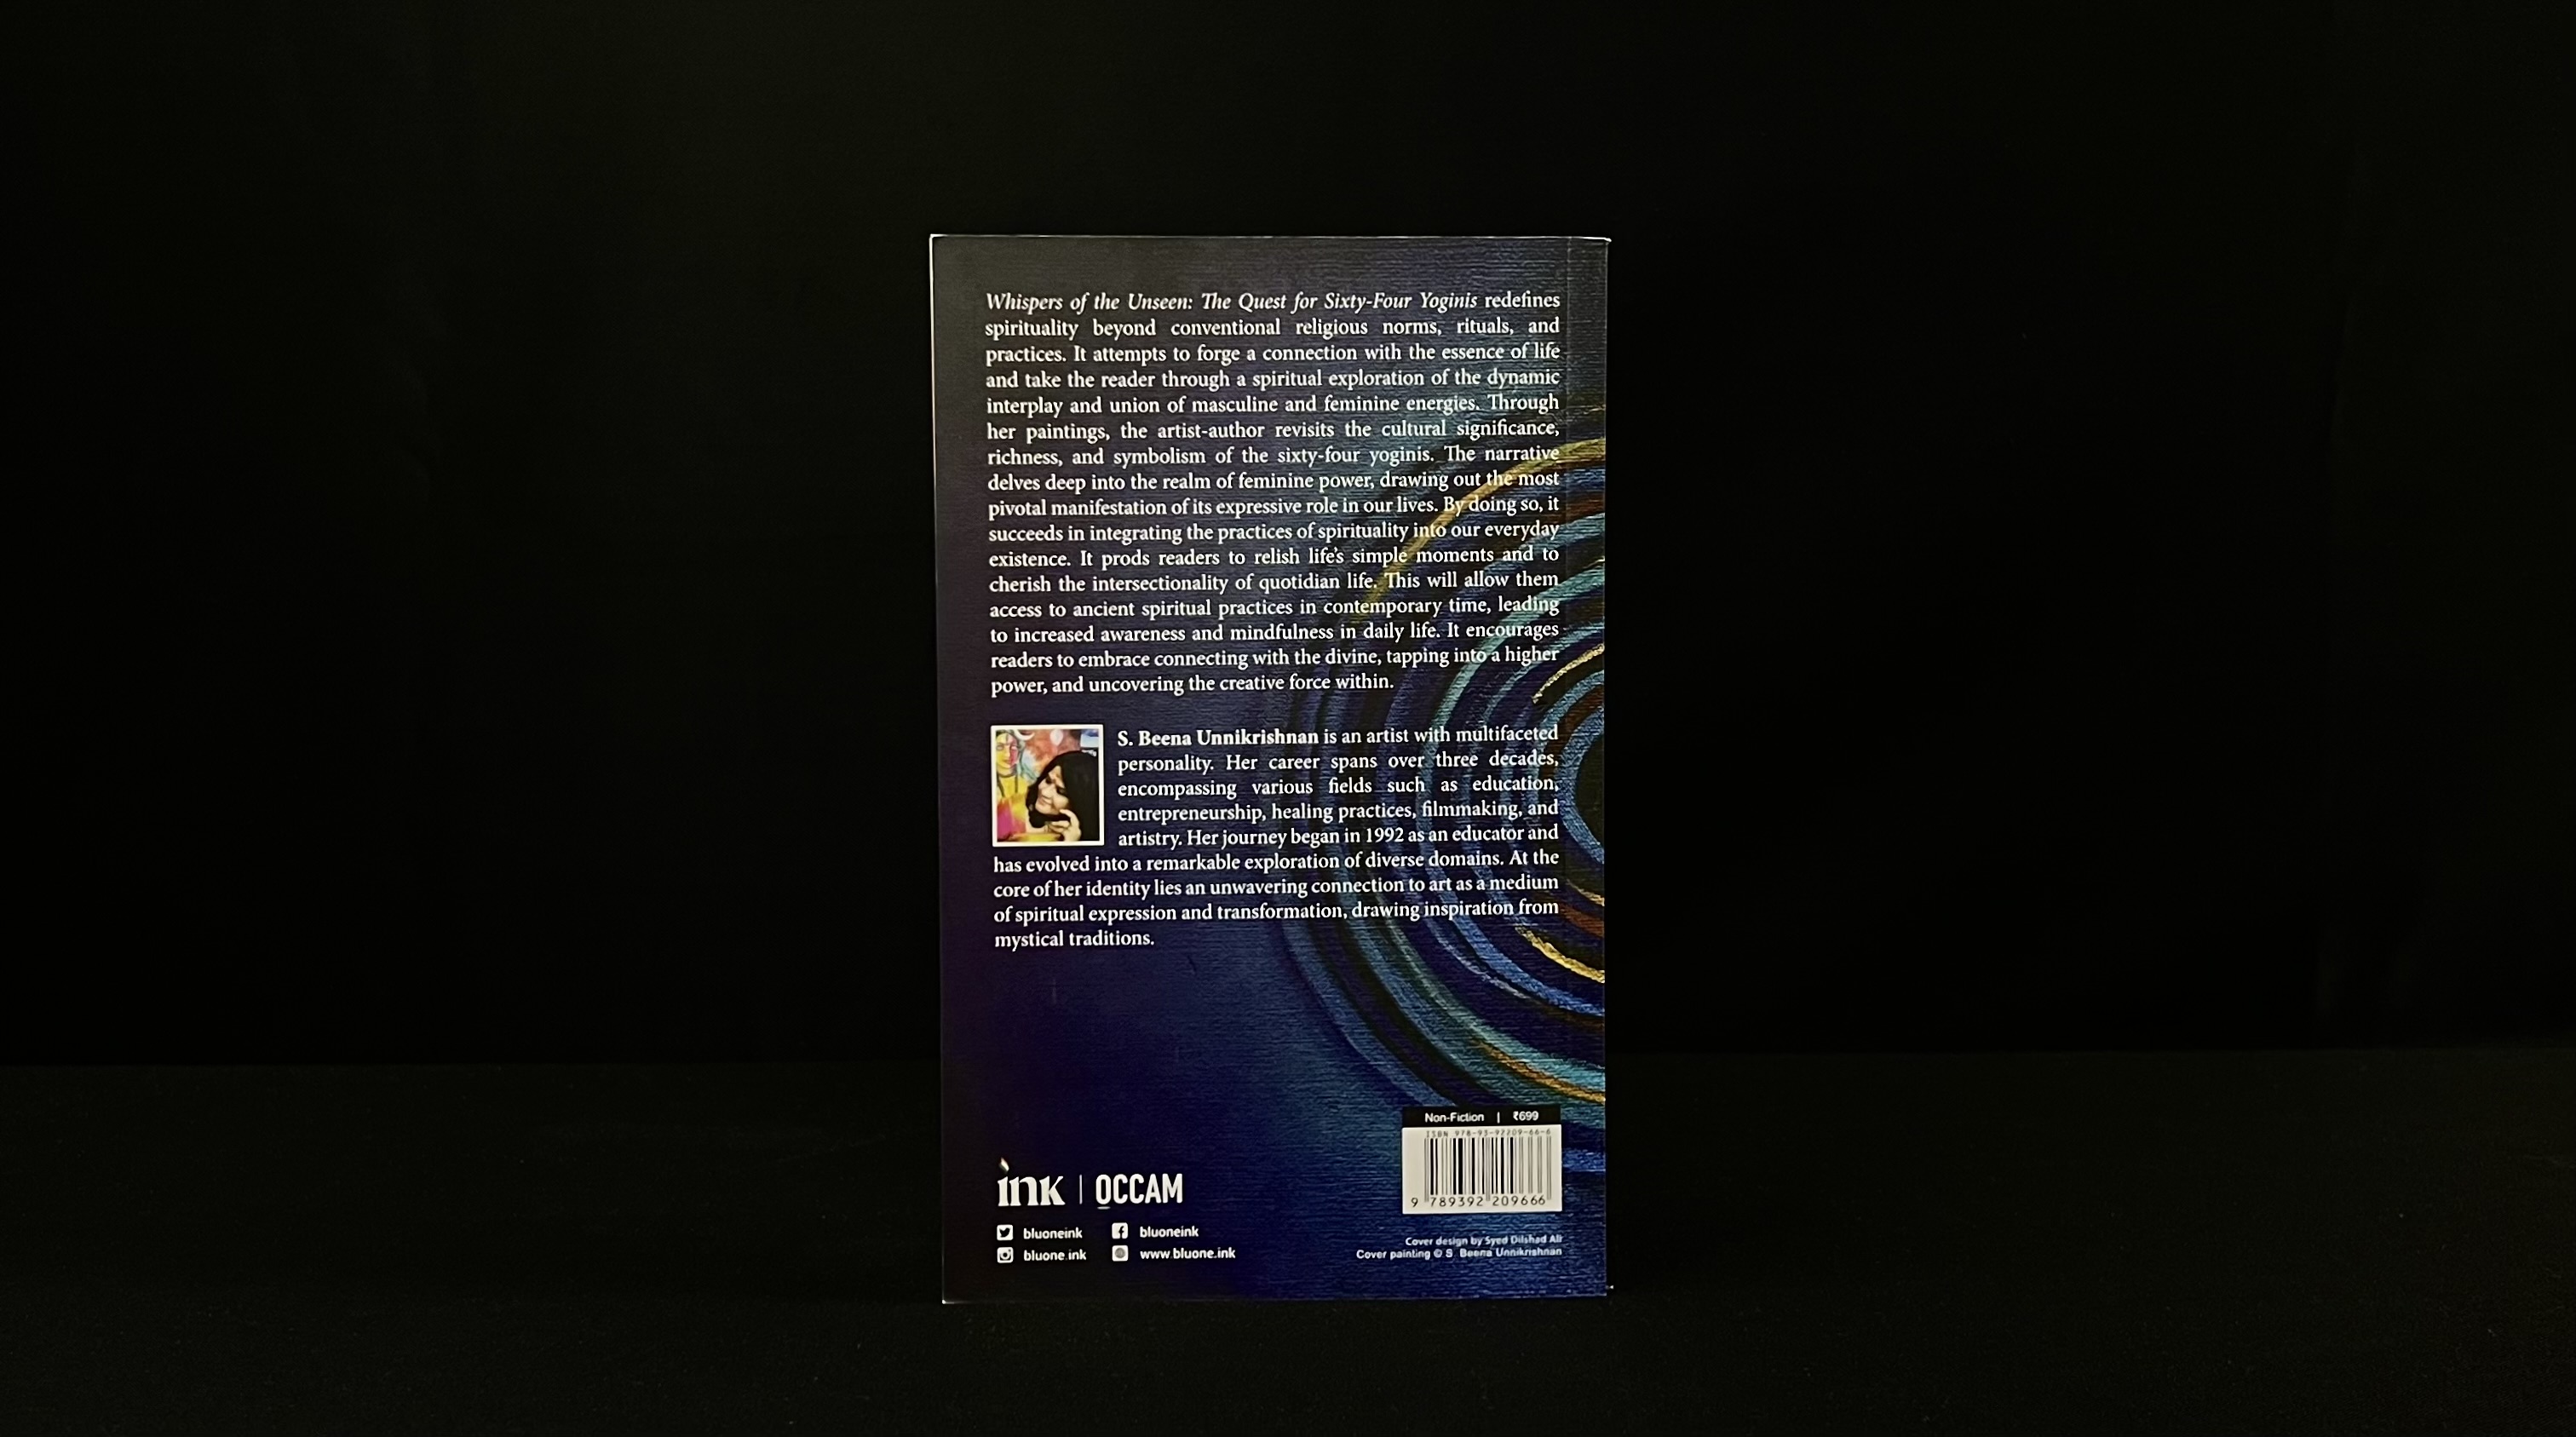 Whispers of the Unseen: The Quest for Sixty-Four Yoginis redefines
spirituality beyond conventional religious norms, rituals, and
practices. It attempts to forge a connection with the essence of life
and take the reader through a spiritual exploration of the dynamic
interplay and union of masculine and feminine energies. Through
her paintings, the artist-author revisits the cultural significance,
richness, and symbolism of the sixty-four yoginis. The narrative
delves deep into the realm of feminine power, drawing out the most
pivotal manifestation of its expressive role in our lives. By doing so, it
succeeds in integrating the practices of spirituality into our everyday
existence. It prods readers to relish life's simple moments and to
cherish the intersectionality of quotidian life. This will allow them
access to ancient spiritual practices in contemporary time, leading
to increased awareness and mindfulness in daily life. It encourages
readers to embrace connecting with the divine, tapping into a higher
power, and uncovering the creative force within.
S. Beena Unnikrishnan is an artist with multifaceted
personality. Her career spans over three decades,
encompassing various fields such as education,
entrepreneurship, healing practices, filmmaking, and
artistry. Her journey began in 1992 as an educator and
has evolved into a remarkable exploration of diverse domains. At the
core of her identity lies an unwavering connection to art as a medium
of spiritual expression and transformation, drawing inspiration from
mystical traditions.
Non-Fiction | ₹699
ISBN 978-93-92209-66-6
9 789392 209666
ink | OCCAM
bluoneink bluoneink
bluone.ink www.bluone.ink
Cover design by Syed Dilshad Ali
Cover painting © S. Beena Unnikrishnan